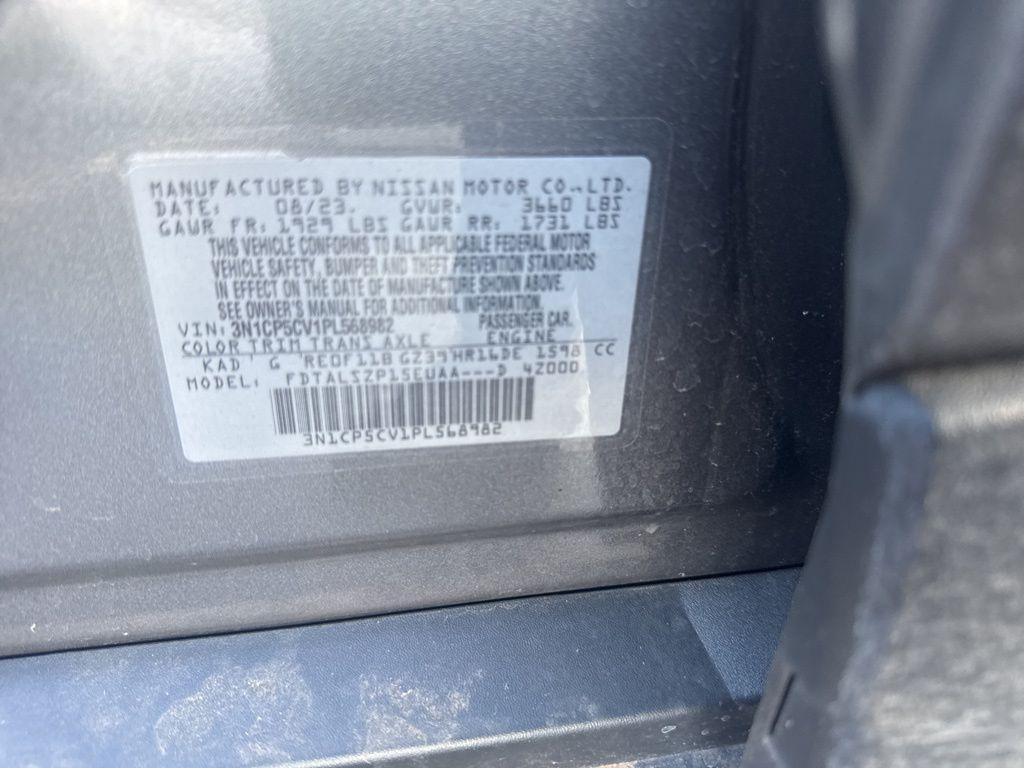 MANUFACTURED BY NISSAN MOTOR CO.,LTD.
DATE: 08/23. GVWR: 3660 LBS
GAWR FR: 1929 LBS GAWR RR: 1731 LBS
THIS VEHICLE CONFORMS TO ALL APPLICABLE FEDERAL MOTOR
VEHICLE SAFETY, BUMPER AND THEFT PREVENTION STANDARDS
IN EFFECT ON THE DATE OF MANUFACTURE SHOWN ABOVE.
SEE OWNER'S MANUAL FOR ADDITIONAL INFORMATION.
VIN: 3N1CP5CV1PL568982 PASSENGER CAR.
COLOR TRIM TRANS AXLE ENGINE
KAD G RE0F11B GZ39 HR16DE 1598 CC
MODEL: FDTALSZP15EUAA---D 4Z000
3N1CP5CV1PL568982